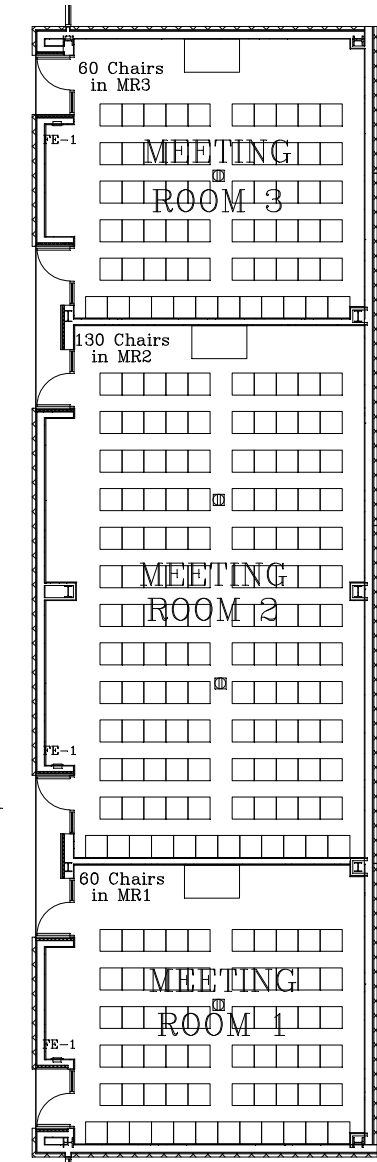 60 Chairs
in MR3
FE-1
MEETING
ROOM 3
130 Chairs
in MR2
MEETING
ROOM 2
FE-1
60 Chairs
in MR1
MEETING
ROOM 1
FE-1